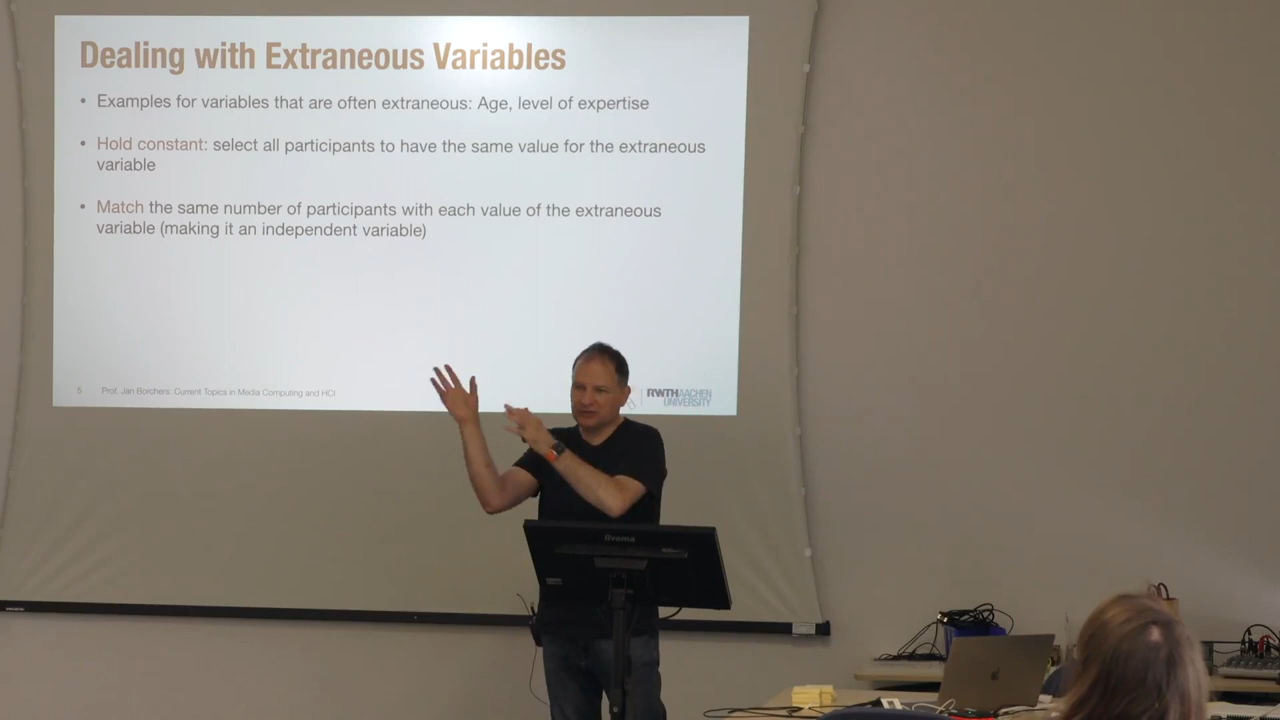 Dealing with Extraneous Variables
• Examples for variables that are often extraneous: Age, level of expertise
• Hold constant: select all participants to have the same value for the extraneous
variable
• Match the same number of participants with each value of the extraneous
variable (making it an independent variable)
5 Prof. Jan Borchers: Current Topics in Media Computing and HCI
RWTHAACHEN
UNIVERSITY
iiyama